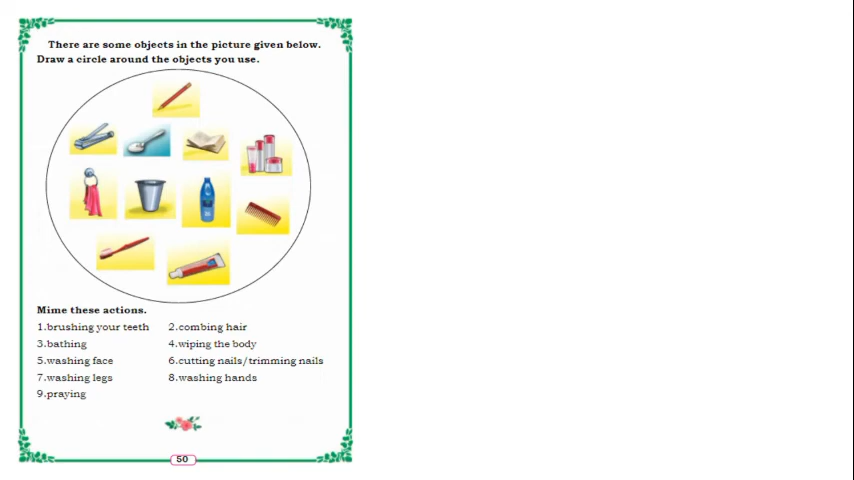 There are some objects in the picture given below.
Draw a circle around the objects you use.
Mime these actions.
1.brushing your teeth 2.combing hair
3.bathing 4.wiping the body
5.washing face 6.cutting nails/trimming nails
7.washing legs 8.washing hands
9.praying
50